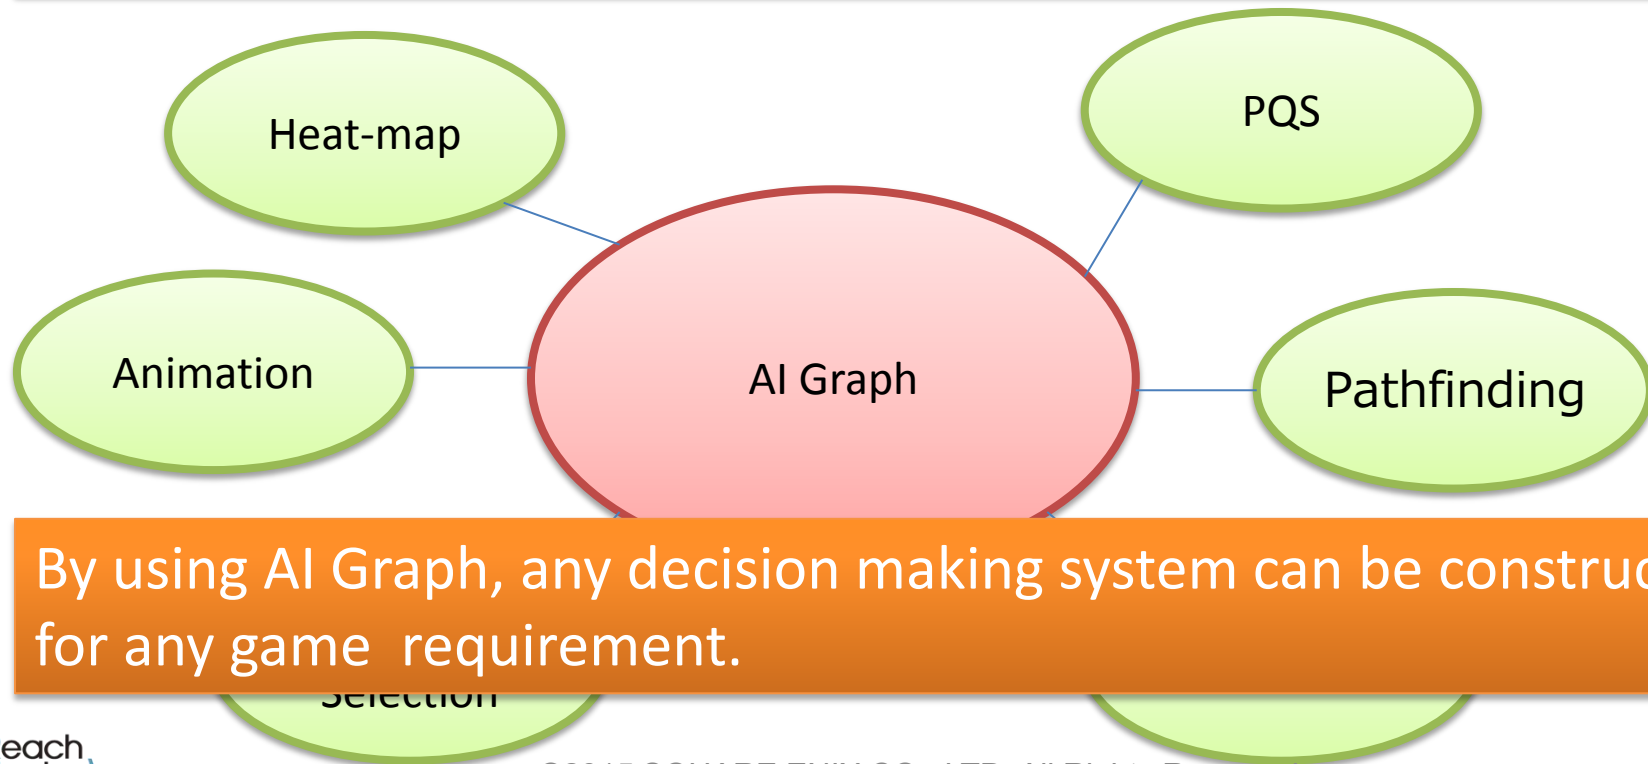 Heat-map
PQS
Animation
AI Graph
Pathfinding
By using AI Graph, any decision making system can be construc
for any game requirement.
Selection
each